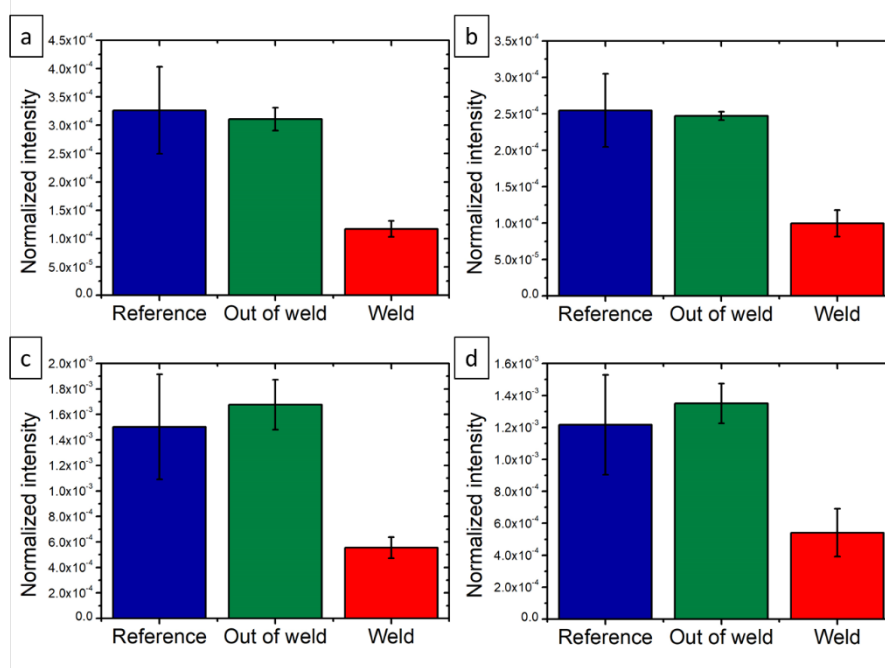 a
Normalized intensity
4.5x10⁻⁴
4.0x10⁻⁴
3.5x10⁻⁴
3.0x10⁻⁴
2.5x10⁻⁴
2.0x10⁻⁴
1.5x10⁻⁴
1.0x10⁻⁴
5.0x10⁻⁵
0.0
Reference Out of weld Weld
b
Normalized intensity
3.5x10⁻⁴
3.0x10⁻⁴
2.5x10⁻⁴
2.0x10⁻⁴
1.5x10⁻⁴
1.0x10⁻⁴
5.0x10⁻⁵
0.0
Reference Out of weld Weld
c
Normalized intensity
2.0x10⁻³
1.8x10⁻³
1.6x10⁻³
1.4x10⁻³
1.2x10⁻³
1.0x10⁻³
8.0x10⁻⁴
6.0x10⁻⁴
4.0x10⁻⁴
2.0x10⁻⁴
0.0
Reference Out of weld Weld
d
Normalized intensity
1.6x10⁻³
1.4x10⁻³
1.2x10⁻³
1.0x10⁻³
8.0x10⁻⁴
6.0x10⁻⁴
4.0x10⁻⁴
2.0x10⁻⁴
0.0
Reference Out of weld Weld